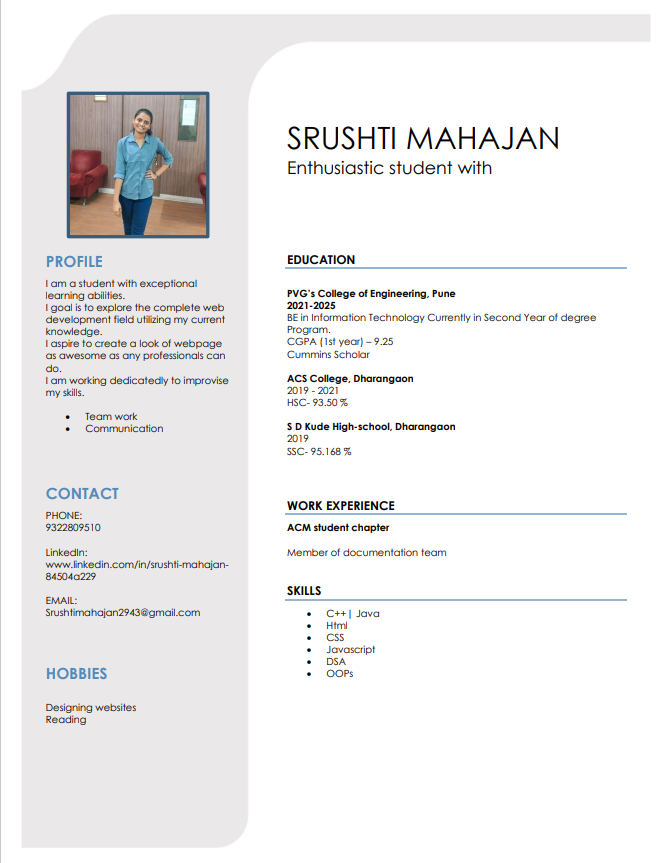 SRUSHTI MAHAJAN
Enthusiastic student with
PROFILE
I am a student with exceptional
learning abilities.
I goal is to explore the complete web
development field utilizing my current
knowledge.
I aspire to create a look of webpage
as awesome as any professionals can
do.
I am working dedicatedly to improvise
my skills.
• Team work
• Communication
CONTACT
PHONE:
9322809510
LinkedIn:
www.linkedin.com/in/srushti-mahajan-
84504a229
EMAIL:
Srushtimahajan2943@gmail.com
HOBBIES
Designing websites
Reading
EDUCATION
PVG's College of Engineering, Pune
2021-2025
BE in Information Technology Currently in Second Year of degree
Program.
CGPA (1st year) – 9.25
Cummins Scholar
ACS College, Dharangaon
2019 - 2021
HSC- 93.50 %
S D Kude High-school, Dharangaon
2019
SSC- 95.168 %
WORK EXPERIENCE
ACM student chapter
Member of documentation team
SKILLS
• C++| Java
• Html
• CSS
• Javascript
• DSA
• OOPs